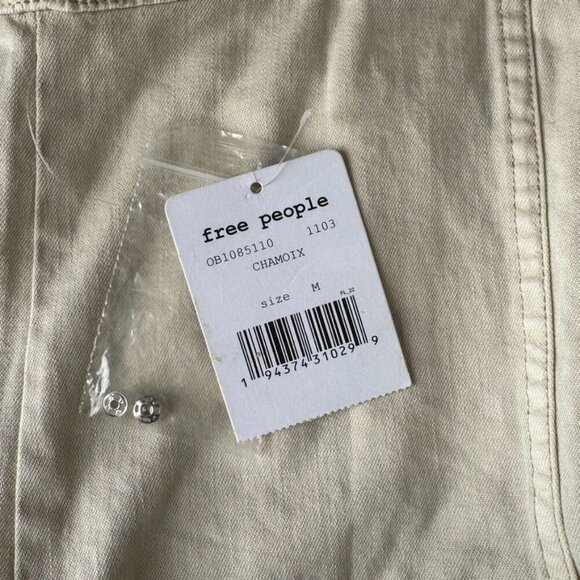 free people
OB1085110 1103
CHAMOIX
size M
1 94374 31029 9